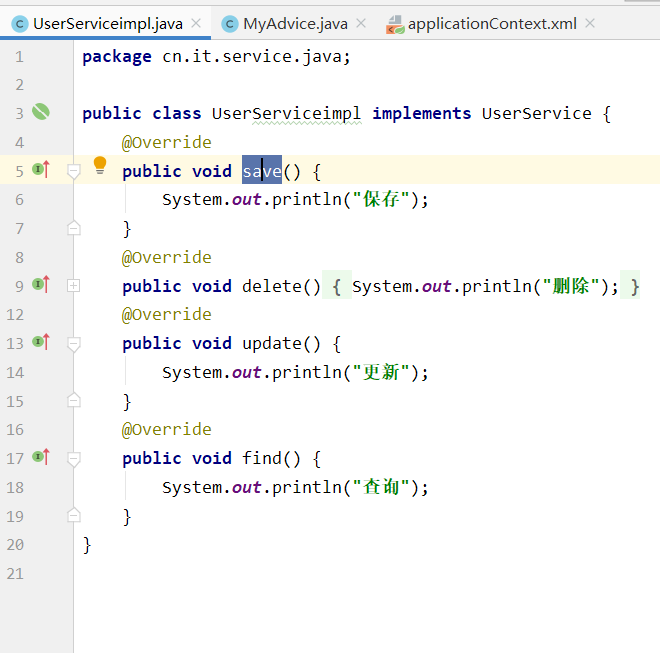 UserServiceimpl.java MyAdvice.java applicationContext.xml
1 package cn.it.service.java;
2
3 public class UserServiceimpl implements UserService {
4 @Override
5 public void save() {
6 System.out.println("保存");
7 }
8 @Override
9 public void delete() { System.out.println("删除"); }
12 @Override
13 public void update() {
14 System.out.println("更新");
15 }
16 @Override
17 public void find() {
18 System.out.println("查询");
19 }
20 }
21